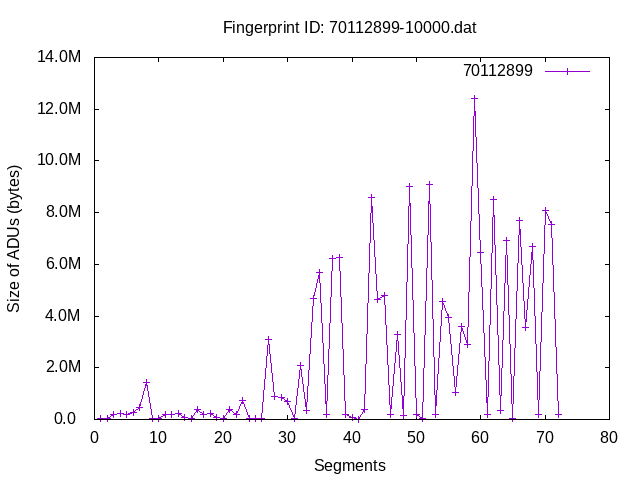 Fingerprint ID: 70112899-10000.dat
70112899
14.0M
12.0M
10.0M
8.0M
6.0M
4.0M
2.0M
0.0
Size of ADUs (bytes)
0 10 20 30 40 50 60 70 80
Segments